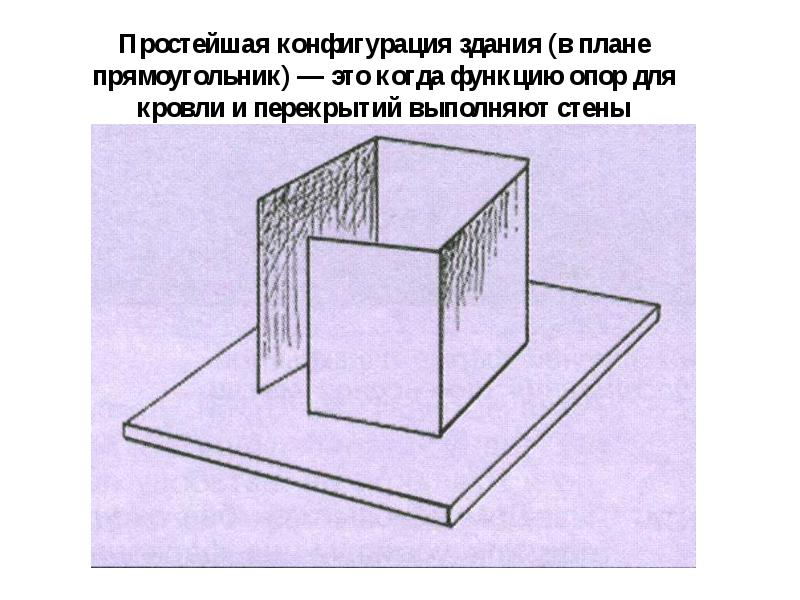 Простейшая конфигурация здания (в плане
прямоугольник) — это когда функцию опор для
кровли и перекрытий выполняют стены